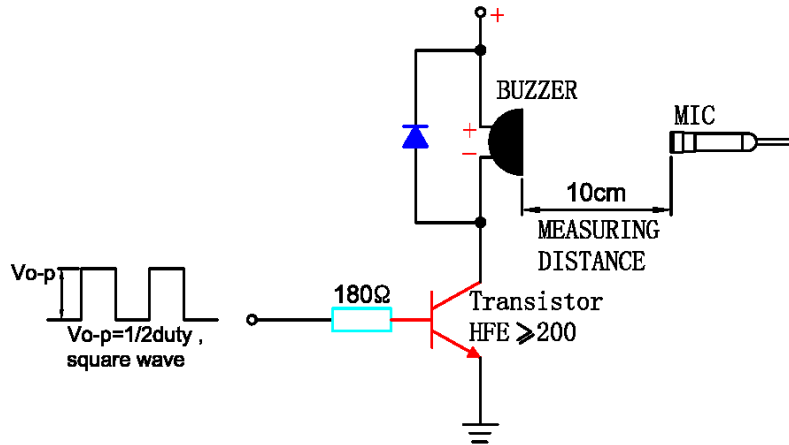 +
BUZZER
MIC
+
−
10cm
MEASURING
DISTANCE
Vo-p
180Ω
Transistor
HFE ≥200
Vo-p=1/2duty ,
square wave